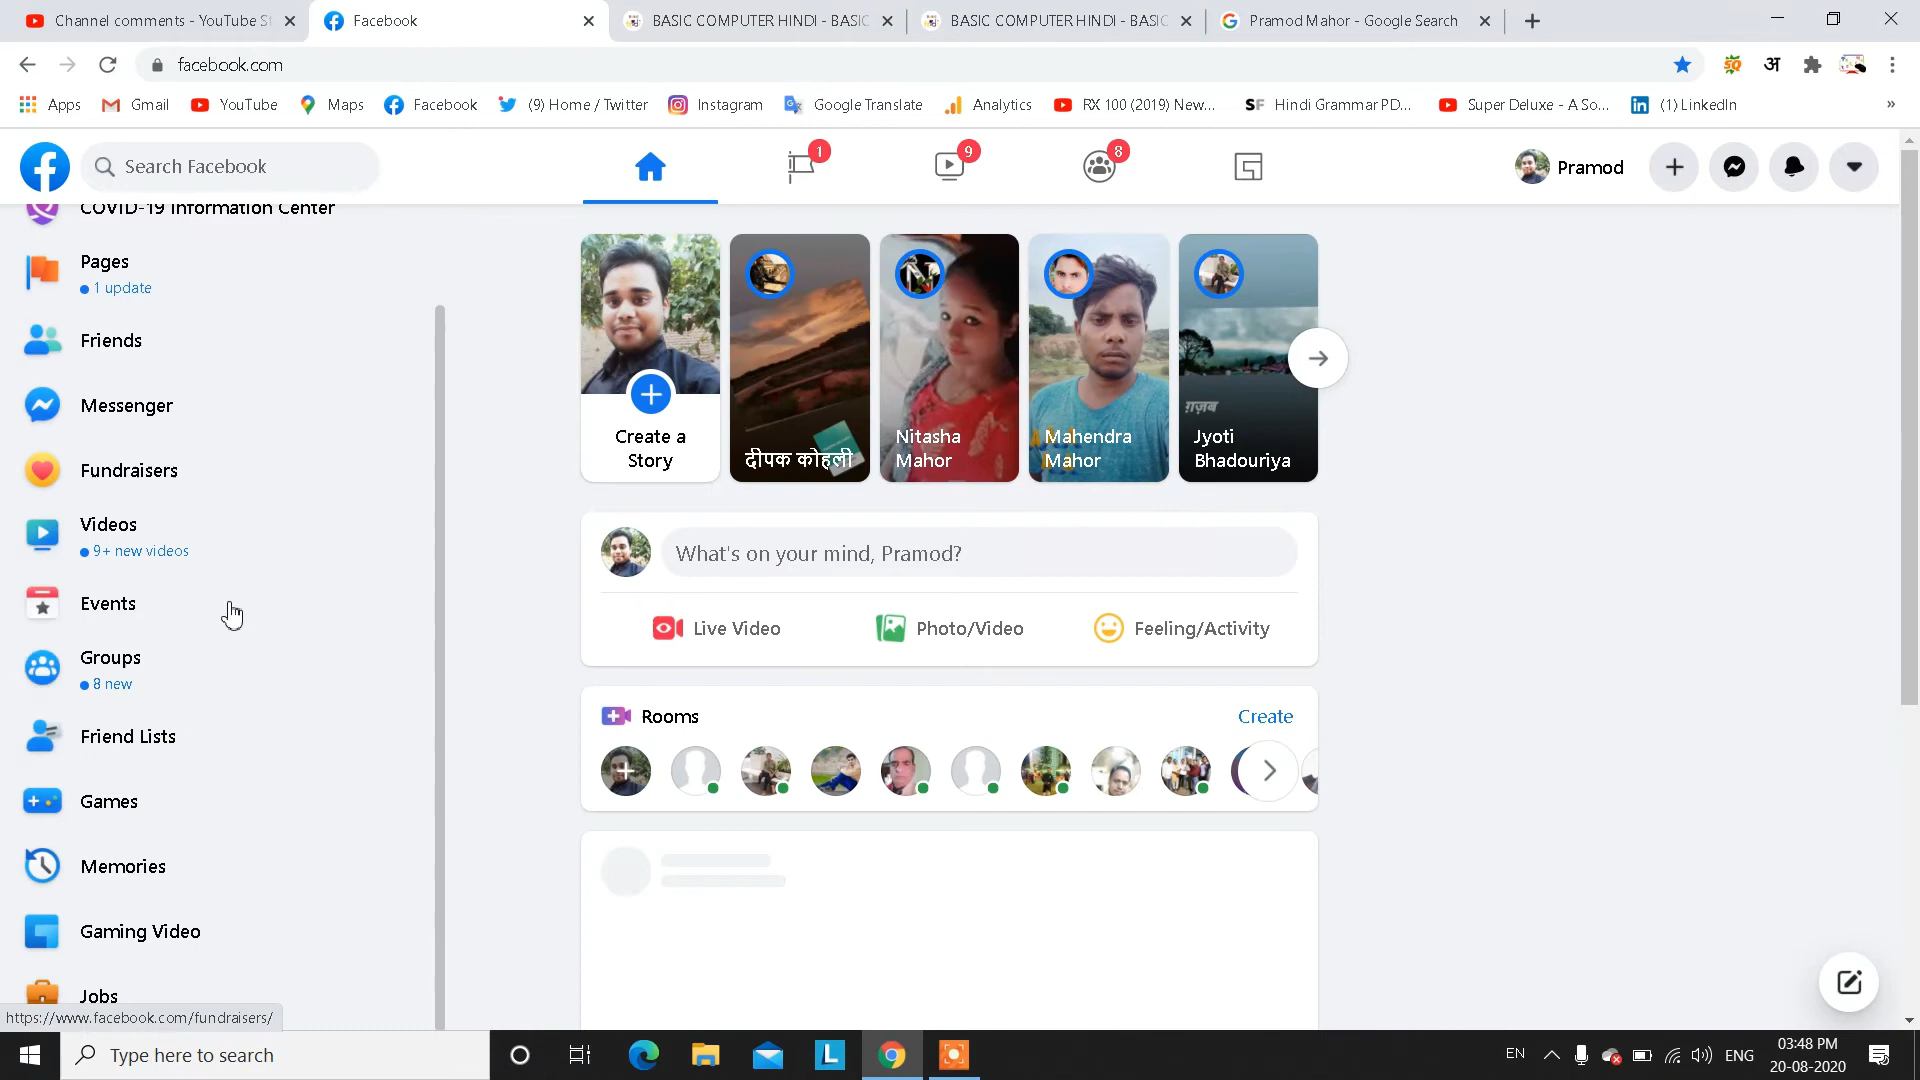 Channel comments - YouTube St
Facebook
BASIC COMPUTER HINDI - BASIC
BASIC COMPUTER HINDI - BASIC
Pramod Mahor - Google Search
facebook.com
Apps
Gmail
YouTube
Maps
Facebook
(9) Home / Twitter
Instagram
Google Translate
Analytics
RX 100 (2019) New...
SF Hindi Grammar PD...
Super Deluxe - A So...
(1) LinkedIn
»
Search Facebook
1
9
8
Pramod
COVID-19 Information Center
Pages
1 update
Friends
Messenger
Fundraisers
Videos
9+ new videos
Events
Groups
8 new
Friend Lists
Games
Memories
Gaming Video
Jobs
https://www.facebook.com/fundraisers/
Create a
Story
दीपक कोहली
Nitasha
Mahor
Mahendra
Mahor
ग़ज़ब
Jyoti
Bhadouriya
What's on your mind, Pramod?
Live Video
Photo/Video
Feeling/Activity
Rooms
Create
Type here to search
L
EN
ENG
03:48 PM
20-08-2020